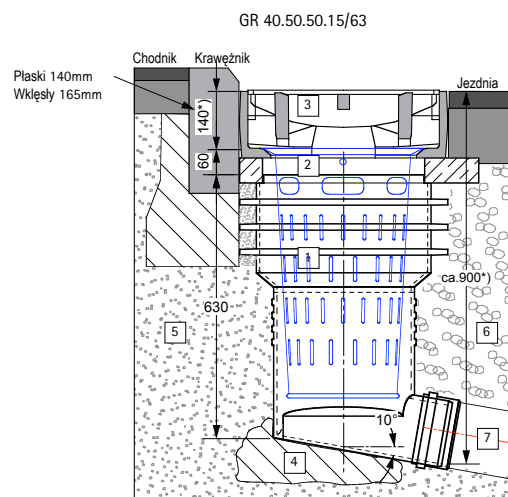 GR 40.50.50.15/63
Chodnik
Krawężnik
Płaski 140mm
Wklęsły 165mm
Jezdnia
140*)
3
60
2
1
ca.900*)
630
5
6
10°
7
4